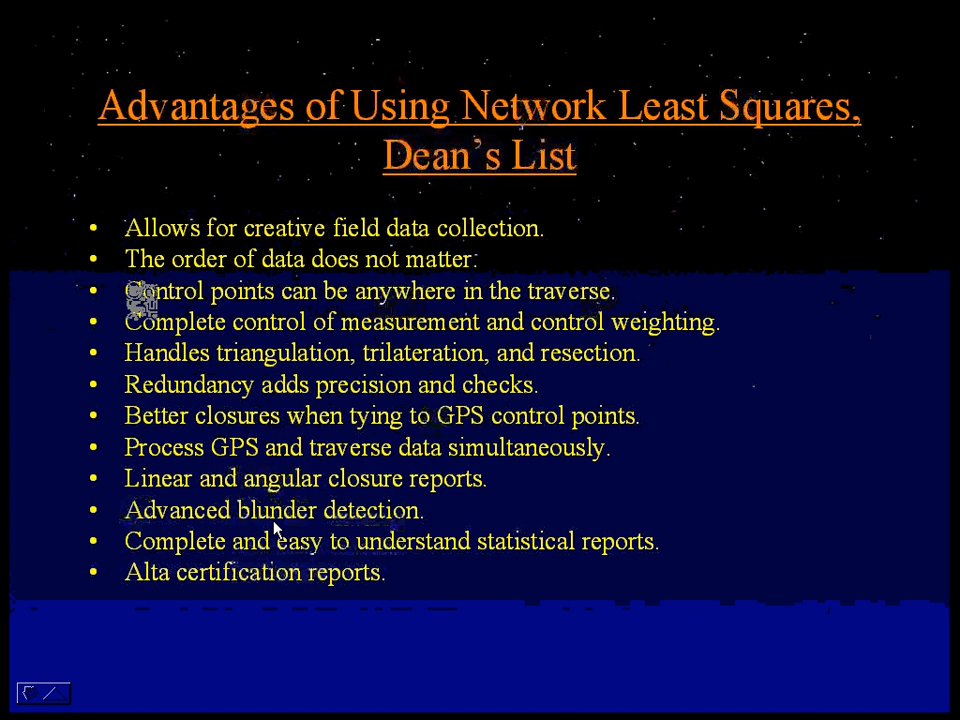 Advantages of Using Network Least Squares,
Dean's List
• Allows for creative field data collection.
• The order of data does not matter.
• Control points can be anywhere in the traverse.
• Complete control of measurement and control weighting.
• Handles triangulation, trilateration, and resection.
• Redundancy adds precision and checks.
• Better closures when tying to GPS control points.
• Process GPS and traverse data simultaneously.
• Linear and angular closure reports.
• Advanced blunder detection.
• Complete and easy to understand statistical reports.
• Alta certification reports.